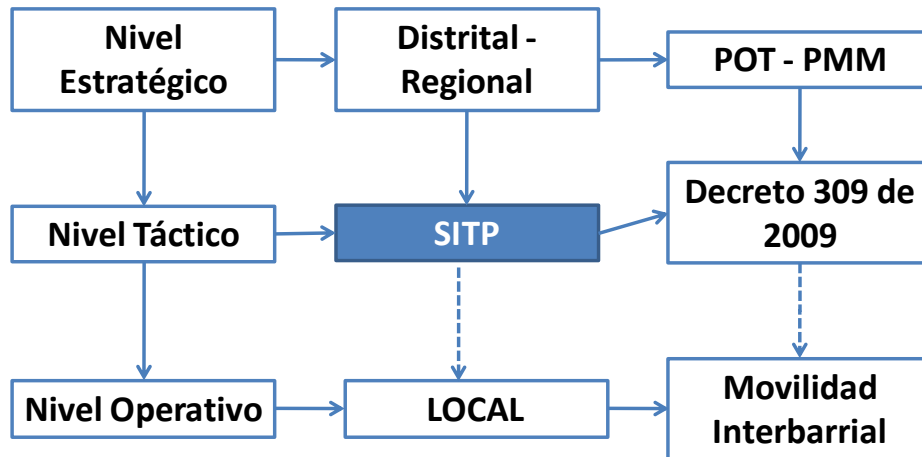 Nivel
Estratégico
Distrital -
Regional
POT - PMM
Nivel Táctico
SITP
Decreto 309 de
2009
Nivel Operativo
LOCAL
Movilidad
Interbarrial